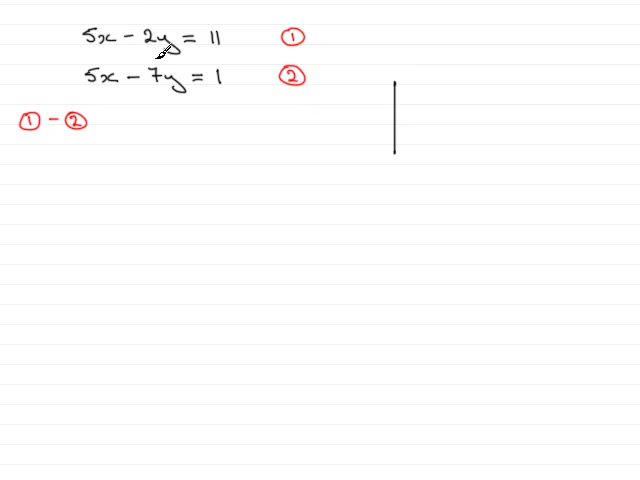 5x - 2y = 11 ①
5x - 7y = 1 ②
① - ②